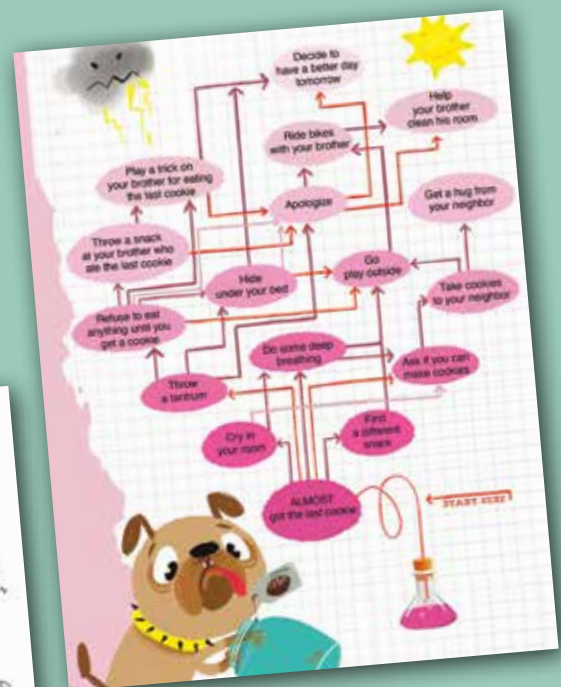 Decide to
have a better day
tomorrow
Help
your brother
clean his room
Ride bikes
with your brother
Play a trick on
your brother for eating
the last cookie
Get a hug from
your neighbor
Apologize
Throw a snack
at your brother who
ate the last cookie
Go
play outside
Hide
under your bed
Take cookies
to your neighbor
Refuse to eat
anything until you
get a cookie
Do some deep
breathing
Ask if you can
make cookies
Throw
a tantrum
Find
a different
snack
Cry in
your room
ALMOST
got the last cookie
START HERE